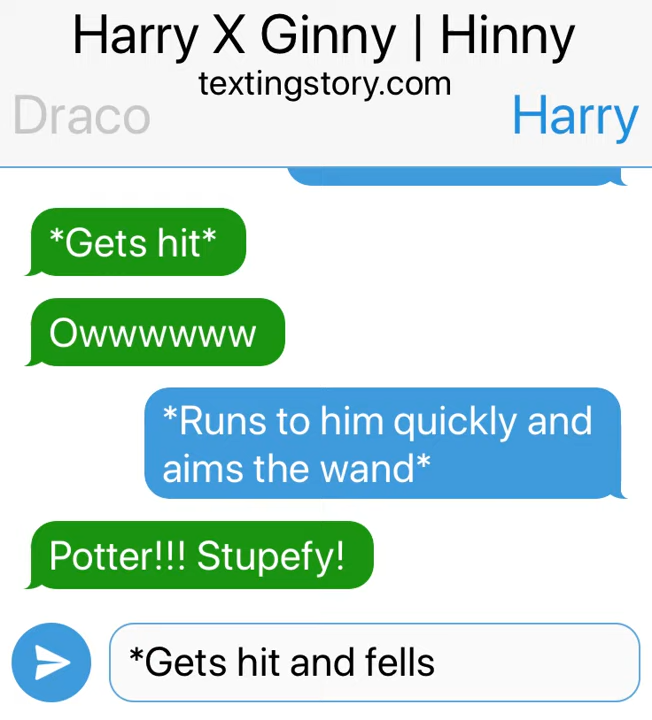 Harry X Ginny | Hinny
textingstory.com
Draco
Harry
*Gets hit*
Owwwwww
*Runs to him quickly and
aims the wand*
Potter!!! Stupefy!
*Gets hit and fells